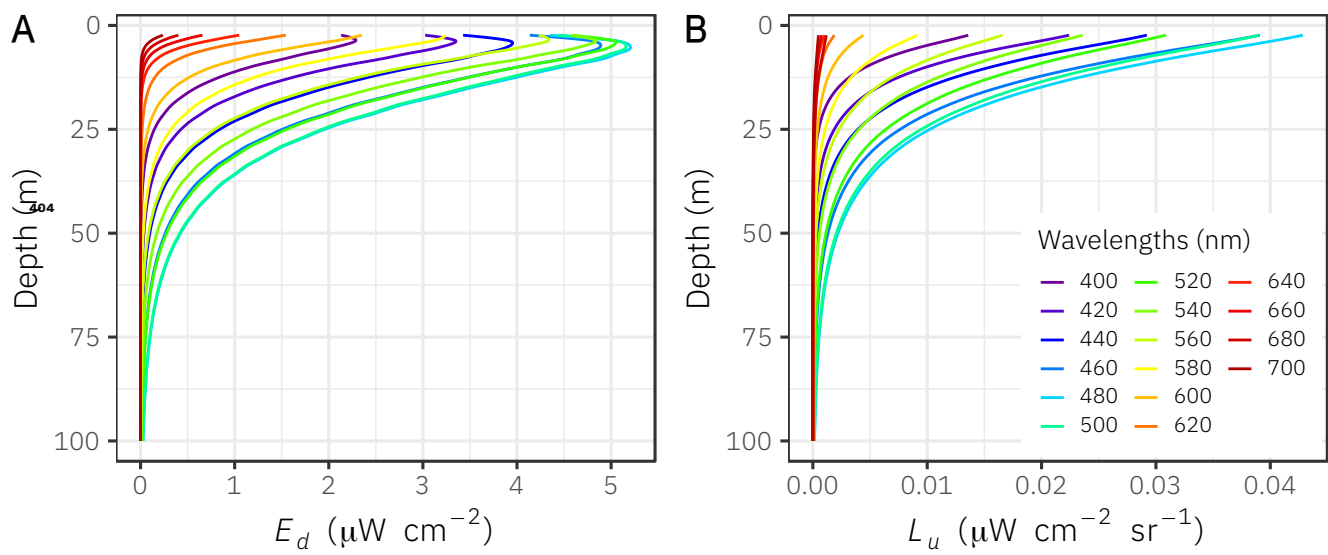 A
0
25
50
75
100
Depth (m)
404
0 1 2 3 4 5
E_d (μW cm⁻²)
B
0
25
50
75
100
Depth (m)
0.00 0.01 0.02 0.03 0.04
L_u (μW cm⁻² sr⁻¹)
Wavelengths (nm)
400 520 640
420 540 660
440 560 680
460 580 700
480 600
500 620